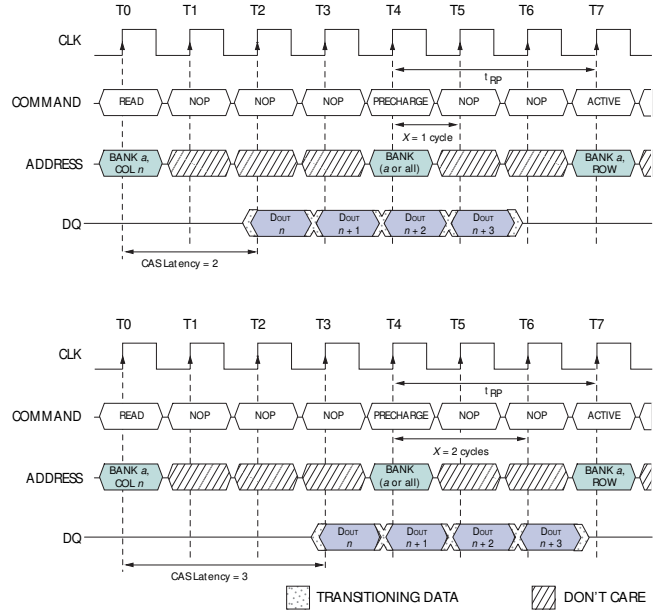 T0 T1 T2 T3 T4 T5 T6 T7
CLK
tRP
COMMAND READ NOP NOP NOP PRECHARGE NOP NOP ACTIVE
X = 1 cycle
ADDRESS BANK a, COL n BANK (a or all) BANK a, ROW
DQ DOUT n DOUT n + 1 DOUT n + 2 DOUT n + 3
CAS Latency = 2
T0 T1 T2 T3 T4 T5 T6 T7
CLK
tRP
COMMAND READ NOP NOP NOP PRECHARGE NOP NOP ACTIVE
X = 2 cycles
ADDRESS BANK a, COL n BANK (a or all) BANK a, ROW
DQ DOUT n DOUT n + 1 DOUT n + 2 DOUT n + 3
CAS Latency = 3
TRANSITIONING DATA DON'T CARE